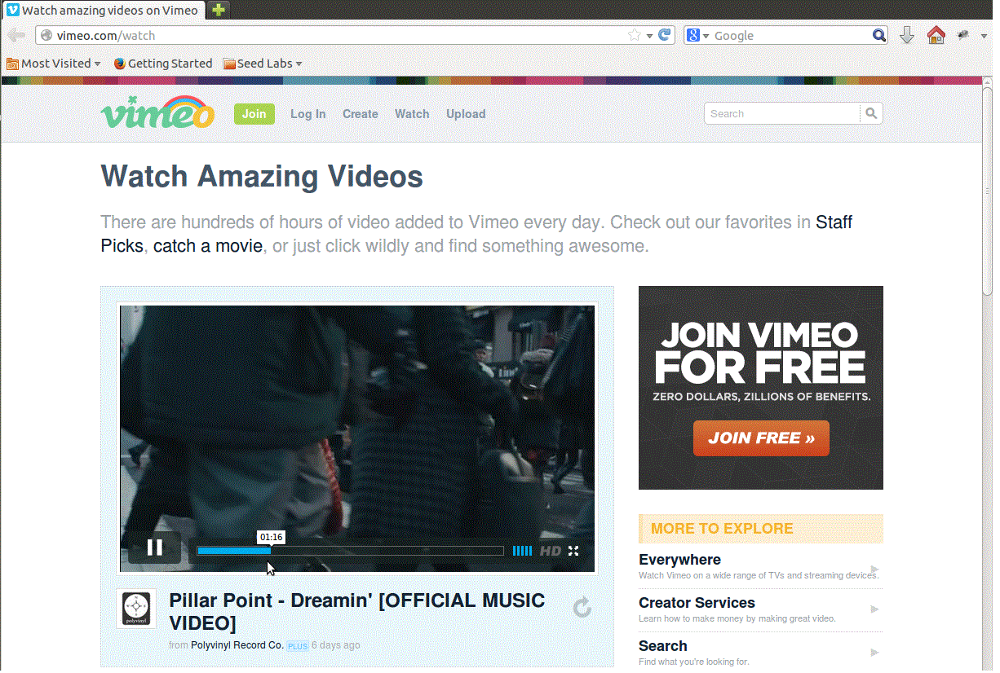 Watch amazing videos on Vimeo
vimeo.com/watch
Google
Most Visited
Getting Started
Seed Labs
vimeo
Join
Log In
Create
Watch
Upload
Search
Watch Amazing Videos
There are hundreds of hours of video added to Vimeo every day. Check out our favorites in Staff
Picks, catch a movie, or just click wildly and find something awesome.
01:16
HD
Pillar Point - Dreamin' [OFFICIAL MUSIC
VIDEO]
polyvinyl
from Polyvinyl Record Co. PLUS 6 days ago
JOIN VIMEO
FOR FREE
ZERO DOLLARS, ZILLIONS OF BENEFITS.
JOIN FREE »
MORE TO EXPLORE
Everywhere
Watch Vimeo on a wide range of TVs and streaming devices.
Creator Services
Learn how to make money by making great video.
Search
Find what you're looking for.